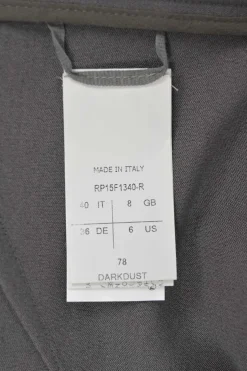 MADE IN ITALY
RP15F1340-R
40 IT 8 GB
36 DE 6 US
78
DARKDUST